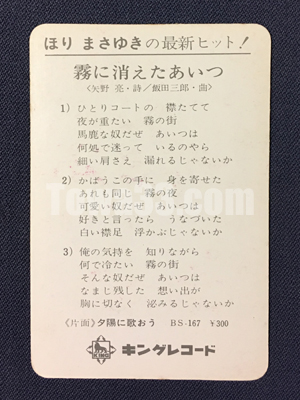 ほり まさゆきの最新ヒット!
霧に消えたあいつ
<矢野 亮・詩/飯田三郎・曲>
1) ひとりコートの 襟たてて
夜が重たい 霧の街
馬鹿な奴だぜ あいつは
何処で迷って いるのやら
細い肩さえ 漏れるじゃないか
2) かばうこの手に 身を寄せた
あれも同じ 霧の夜
可愛い奴だぜ あいつは
好きと言ったら うなづいた
白い襟足 浮かぶじゃないか
3) 俺の気持を 知りながら
何で冷たい 霧の街
そんな奴だぜ あいつは
なまじ残した 想い出が
胸に切なく 泌みるじゃないか
《片面》夕陽に歌おう BS-167 ¥300
KING
キングレコード